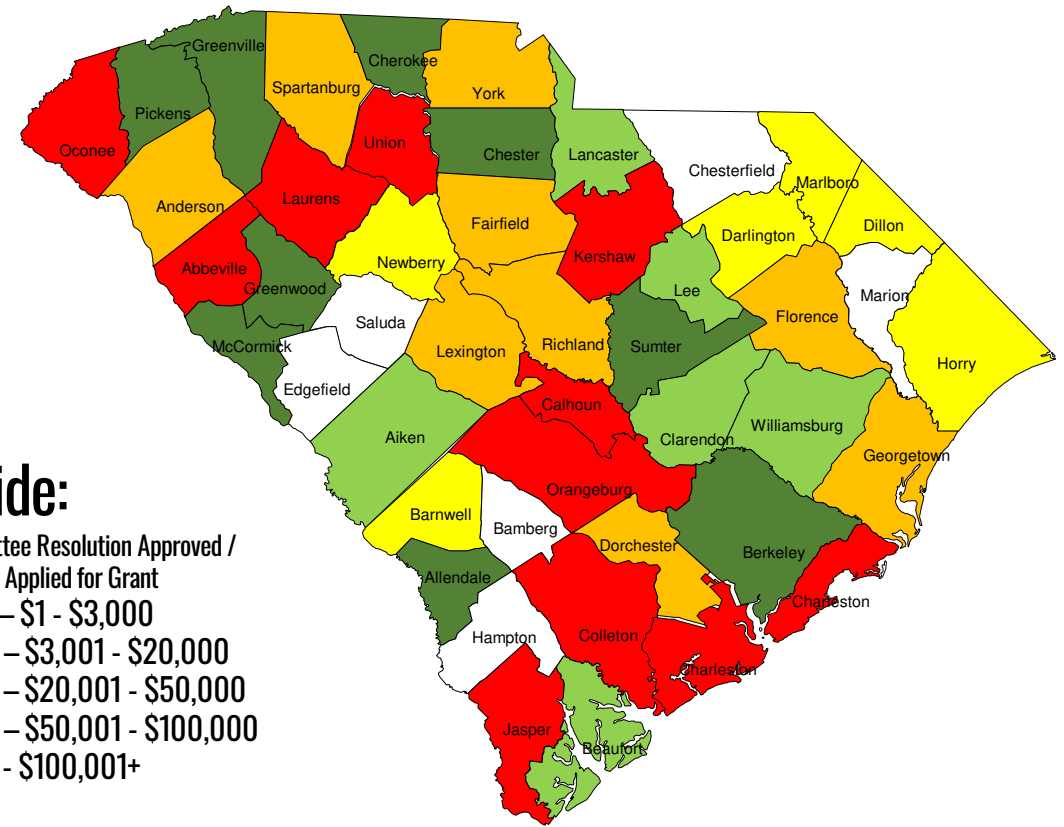 Greenville
Cherokee
Spartanburg
York
Pickens
Union
Chester
Lancaster
Oconee
Chesterfield
Marlboro
Laurens
Anderson
Fairfield
Dillon
Darlington
Kershaw
Newberry
Abbeville
Greenwood
Lee
Marion
Florence
Saluda
McCormick
Lexington
Richland
Sumter
Horry
Edgefield
Calhoun
Aiken
Clarendon
Williamsburg
Georgetown
Orangeburg
Barnwell
Bamberg
Dorchester
Berkeley
Allendale
Charleston
Hampton
Colleton
Charleston
Jasper
Beaufort
ide:
ttee Resolution Approved /
Applied for Grant
– $1 - $3,000
– $3,001 - $20,000
– $20,001 - $50,000
– $50,001 - $100,000
- $100,001+